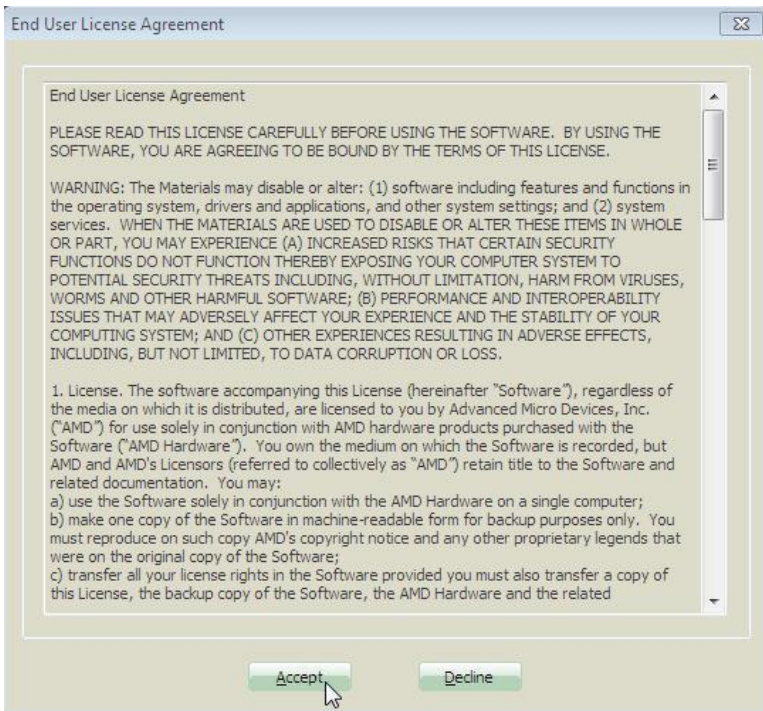 End User License Agreement
End User License Agreement
PLEASE READ THIS LICENSE CAREFULLY BEFORE USING THE SOFTWARE.  BY USING THE
SOFTWARE, YOU ARE AGREEING TO BE BOUND BY THE TERMS OF THIS LICENSE.
WARNING: The Materials may disable or alter: (1) software including features and functions in
the operating system, drivers and applications, and other system settings; and (2) system
services.  WHEN THE MATERIALS ARE USED TO DISABLE OR ALTER THESE ITEMS IN WHOLE
OR PART, YOU MAY EXPERIENCE (A) INCREASED RISKS THAT CERTAIN SECURITY
FUNCTIONS DO NOT FUNCTION THEREBY EXPOSING YOUR COMPUTER SYSTEM TO
POTENTIAL SECURITY THREATS INCLUDING, WITHOUT LIMITATION, HARM FROM VIRUSES,
WORMS AND OTHER HARMFUL SOFTWARE; (B) PERFORMANCE AND INTEROPERABILITY
ISSUES THAT MAY ADVERSELY AFFECT YOUR EXPERIENCE AND THE STABILITY OF YOUR
COMPUTING SYSTEM; AND (C) OTHER EXPERIENCES RESULTING IN ADVERSE EFFECTS,
INCLUDING, BUT NOT LIMITED, TO DATA CORRUPTION OR LOSS.
1. License. The software accompanying this License (hereinafter “Software”), regardless of
the media on which it is distributed, are licensed to you by Advanced Micro Devices, Inc.
(“AMD”) for use solely in conjunction with AMD hardware products purchased with the
Software (“AMD Hardware”).  You own the medium on which the Software is recorded, but
AMD and AMD's Licensors (referred to collectively as “AMD”) retain title to the Software and
related documentation.  You may:
a) use the Software solely in conjunction with the AMD Hardware on a single computer;
b) make one copy of the Software in machine-readable form for backup purposes only.  You
must reproduce on such copy AMD's copyright notice and any other proprietary legends that
were on the original copy of the Software;
c) transfer all your license rights in the Software provided you must also transfer a copy of
this License, the backup copy of the Software, the AMD Hardware and the related
Accept
Decline